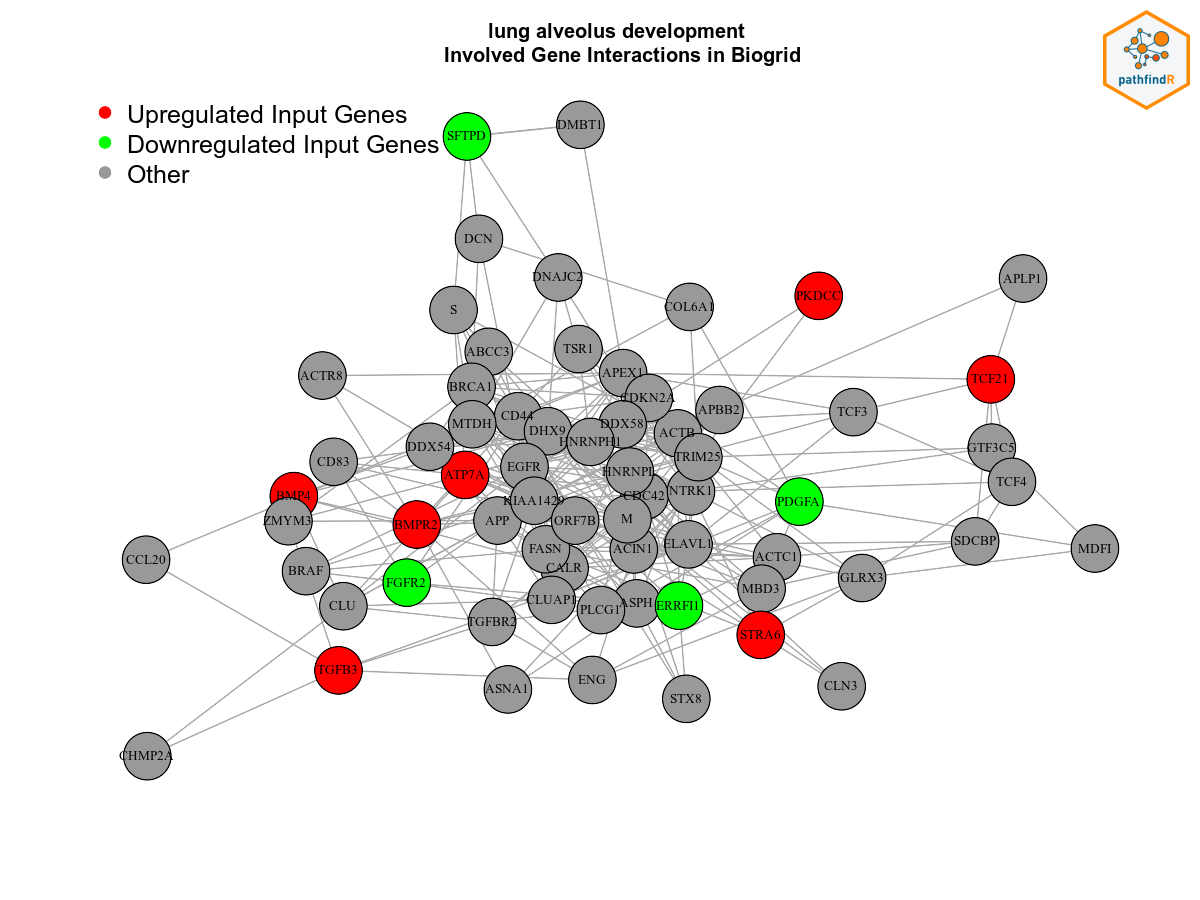 lung alveolus development
Involved Gene Interactions in Biogrid
pathfindR
Upregulated Input Genes
Downregulated Input Genes
Other
SFTPD
DMBT1
DCN
DNAJC2
APLP1
PKDCC
COL6A1
S
TSR1
ABCC3
APEX1
ACTR8
TCF21
BRCA1
CDKN2A
APBB2
TCF3
CD44
MTDH
DDX58
DHX9
ACTB
HNRNPH1
DDX54
GTF3C5
TRIM25
CD83
EGFR
HNRNPL
ATP7A
TCF4
NTRK1
BMP4
CDC42
KIAA1429
PDGFA
M
ZMYM3
APP
ORF7B
BMPR2
SDCBP
ELAVL1
MDFI
FASN
ACIN1
ACTC1
CCL20
CALR
BRAF
GLRX3
FGFR2
MBD3
CLUAP1
ASPH
CLU
ERRFI1
PLCG1
TGFBR2
STRA6
TGFB3
ENG
CLN3
ASNA1
STX8
CHMP2A